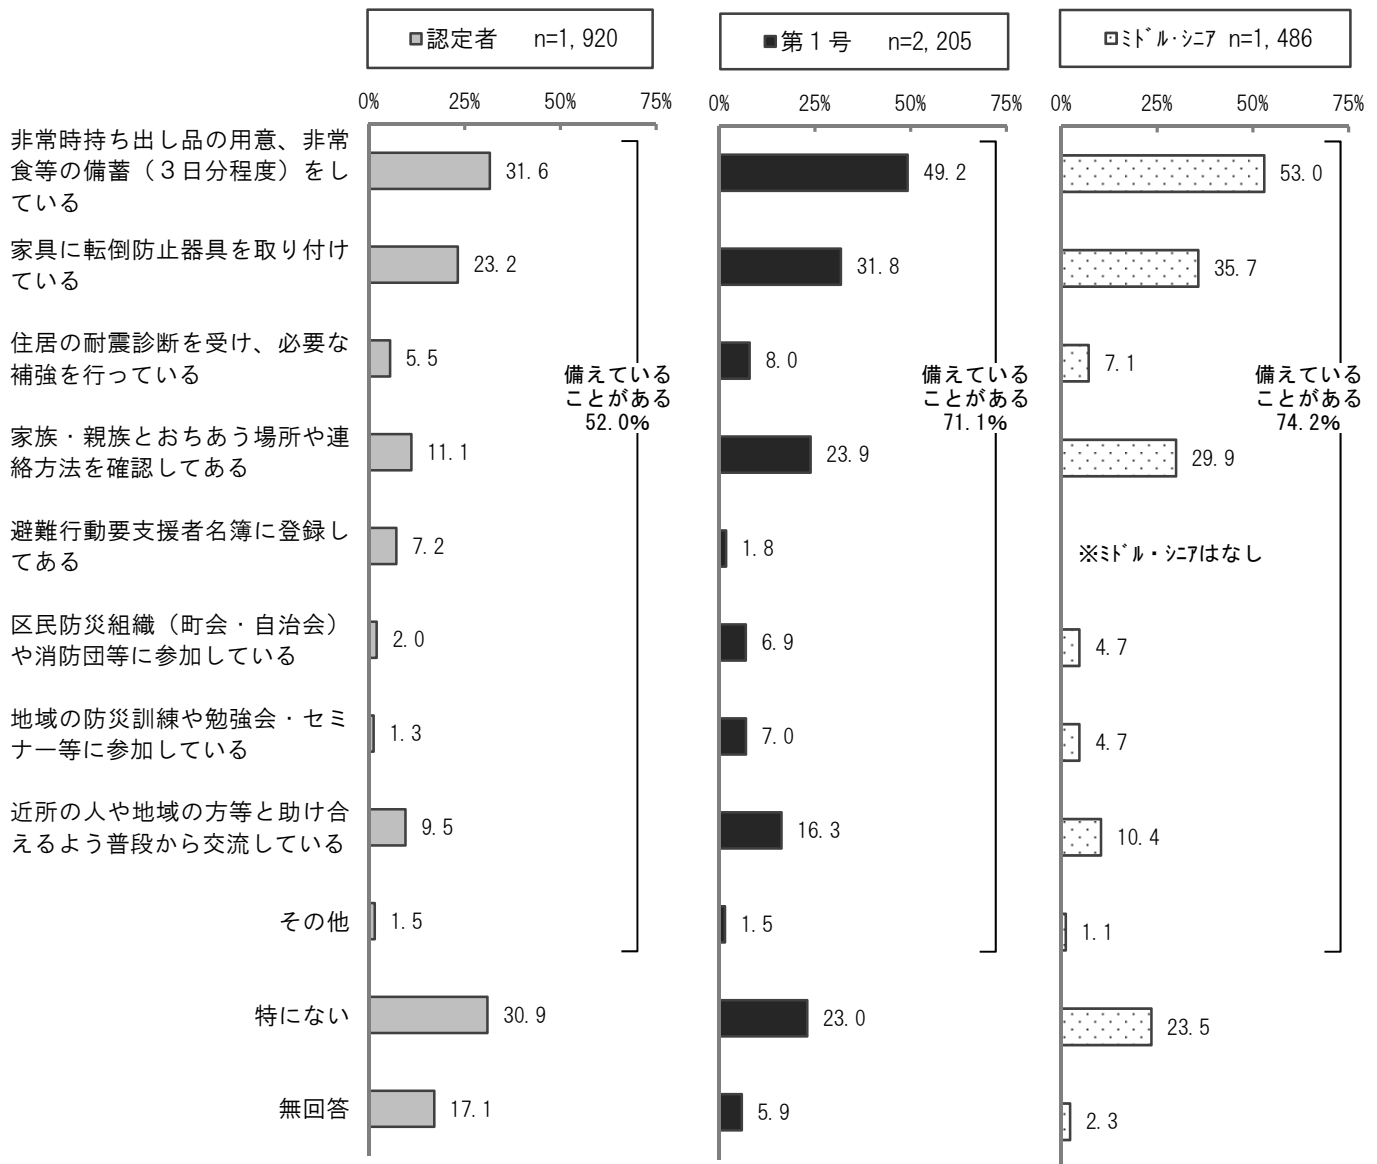 認定者 n=1,920
第1号 n=2,205
ﾐﾄﾞﾙ・ｼﾆｱ n=1,486
0% 25% 50% 75%
0% 25% 50% 75%
0% 25% 50% 75%
非常時持ち出し品の用意、非常
食等の備蓄（３日分程度）をし
ている
31.6
49.2
53.0
家具に転倒防止器具を取り付け
ている
23.2
31.8
35.7
住居の耐震診断を受け、必要な
補強を行っている
5.5
8.0
7.1
備えている
ことがある
52.0%
備えている
ことがある
71.1%
備えている
ことがある
74.2%
家族・親族とおちあう場所や連
絡方法を確認してある
11.1
23.9
29.9
避難行動要支援者名簿に登録し
てある
7.2
1.8
※ﾐﾄﾞﾙ・ｼﾆｱはなし
区民防災組織（町会・自治会）
や消防団等に参加している
2.0
6.9
4.7
地域の防災訓練や勉強会・セミ
ナー等に参加している
1.3
7.0
4.7
近所の人や地域の方等と助け合
えるよう普段から交流している
9.5
16.3
10.4
その他
1.5
1.5
1.1
特にない
30.9
23.0
23.5
無回答
17.1
5.9
2.3